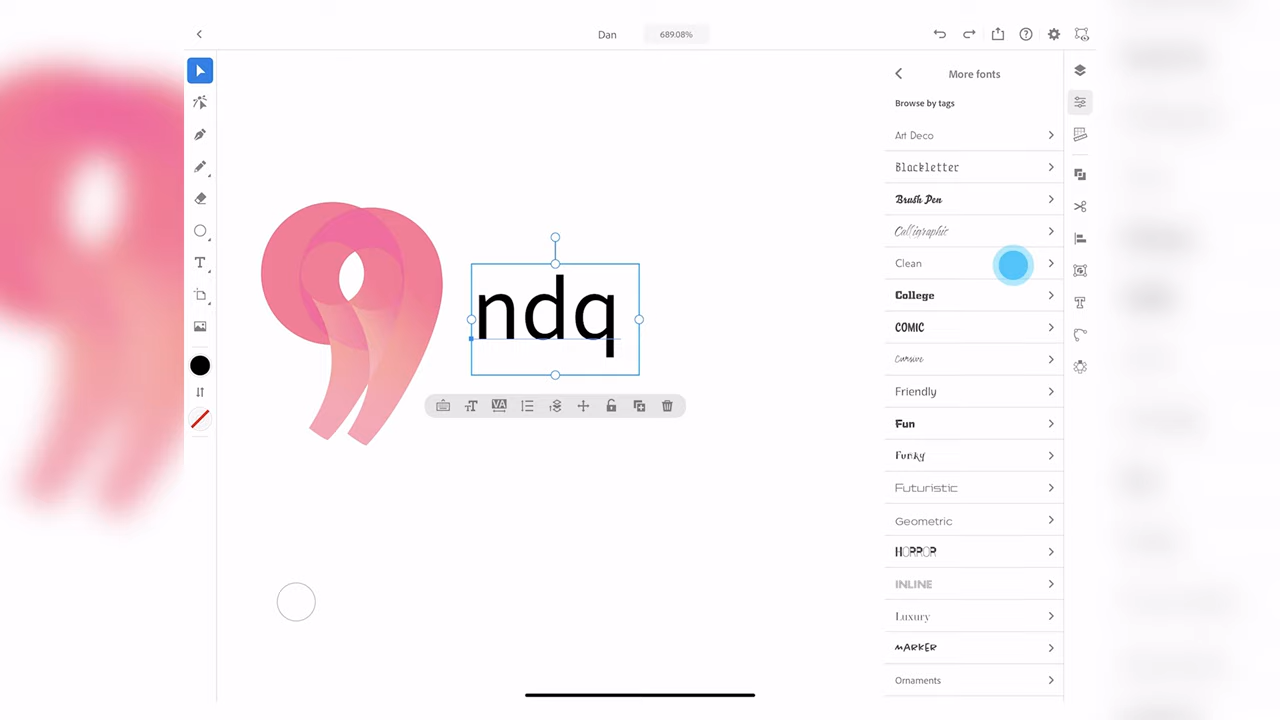 Dan
689.08%
More fonts
Browse by tags
Art Deco
Blackletter
Brush Pen
Calligraphic
Clean
College
COMIC
Cursive
Friendly
Fun
Funky
Futuristic
Geometric
HORROR
INLINE
Luxury
MARKER
Ornaments
ndq
T
VA
T